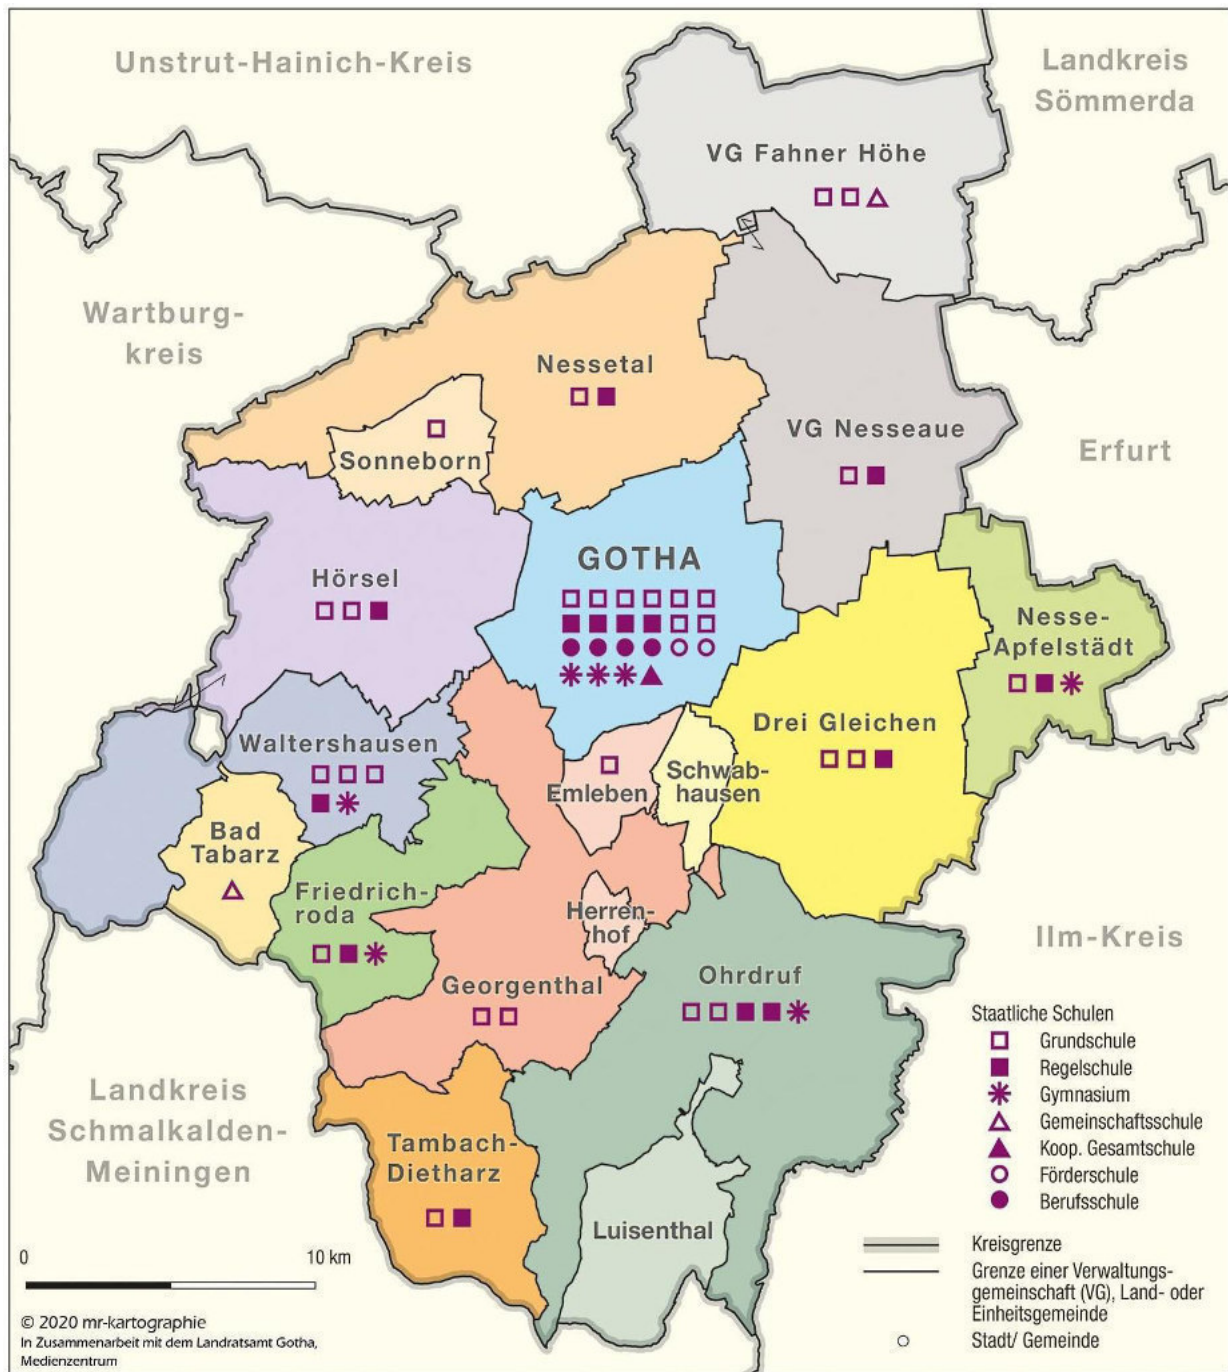 Unstrut-Hainich-Kreis
Landkreis
Sömmerda
VG Fahner Höhe
Wartburg-
kreis
Nessetal
VG Nesseaue
Sonneborn
Erfurt
GOTHA
Hörsel
Nesse-
Apfelstädt
Drei Gleichen
Waltershausen
Schwab-
hausen
Emleben
Bad
Tabarz
Friedrich-
roda
Herren-
hof
Ilm-Kreis
Georgenthal
Ohrdruf
Landkreis
Schmalkalden-
Meiningen
Tambach-
Dietharz
Luisenthal
Staatliche Schulen
Grundschule
Regelschule
Gymnasium
Gemeinschaftsschule
Koop. Gesamtschule
Förderschule
Berufsschule
Kreisgrenze
Grenze einer Verwaltungs-
gemeinschaft (VG), Land- oder
Einheitsgemeinde
Stadt/ Gemeinde
0 10 km
© 2020 mr-kartographie
In Zusammenarbeit mit dem Landratsamt Gotha,
Medienzentrum